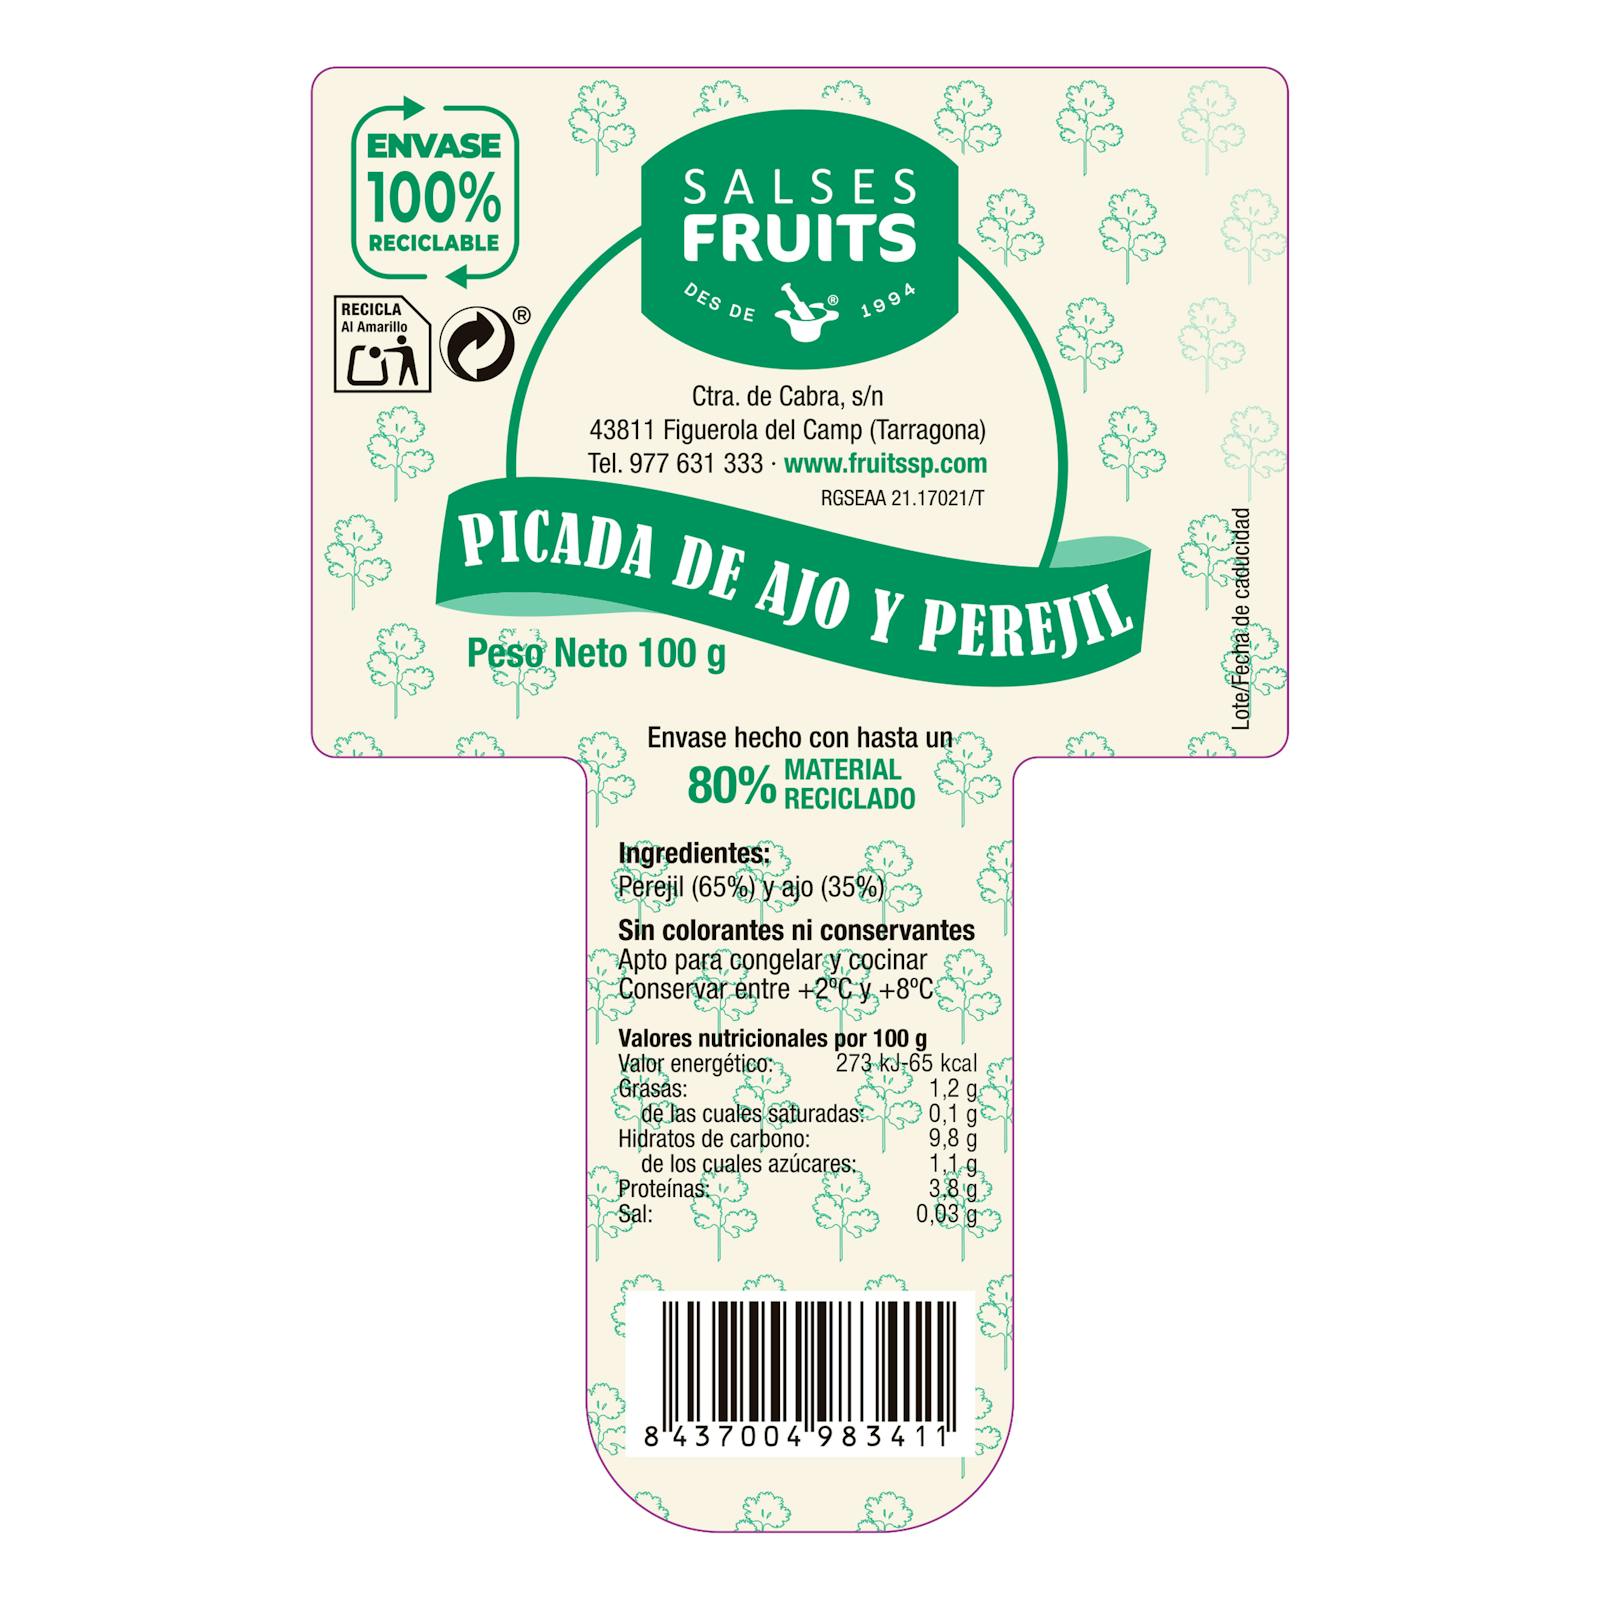 ENVASE
100%
RECICLABLE
RECICLA
Al Amarillo
®
SALSES
FRUITS
DES DE ® 1994
Ctra. de Cabra, s/n
43811 Figuerola del Camp (Tarragona)
Tel. 977 631 333 · www.fruitssp.com
RGSEAA 21.17021/T
PICADA DE AJO Y PEREJIL
Peso Neto 100 g
Lote/Fecha de caducidad
Envase hecho con hasta un
80% MATERIAL
RECICLADO
Ingredientes:
Perejil (65%) y ajo (35%)
Sin colorantes ni conservantes
Apto para congelar y cocinar
Conservar entre +2ºC y +8ºC
Valores nutricionales por 100 g
Valor energético: 273 kJ-65 kcal
Grasas: 1,2 g
de las cuales saturadas: 0,1 g
Hidratos de carbono: 9,8 g
de los cuales azúcares: 1,1 g
Proteínas: 3,8 g
Sal: 0,03 g
8 437004 983411